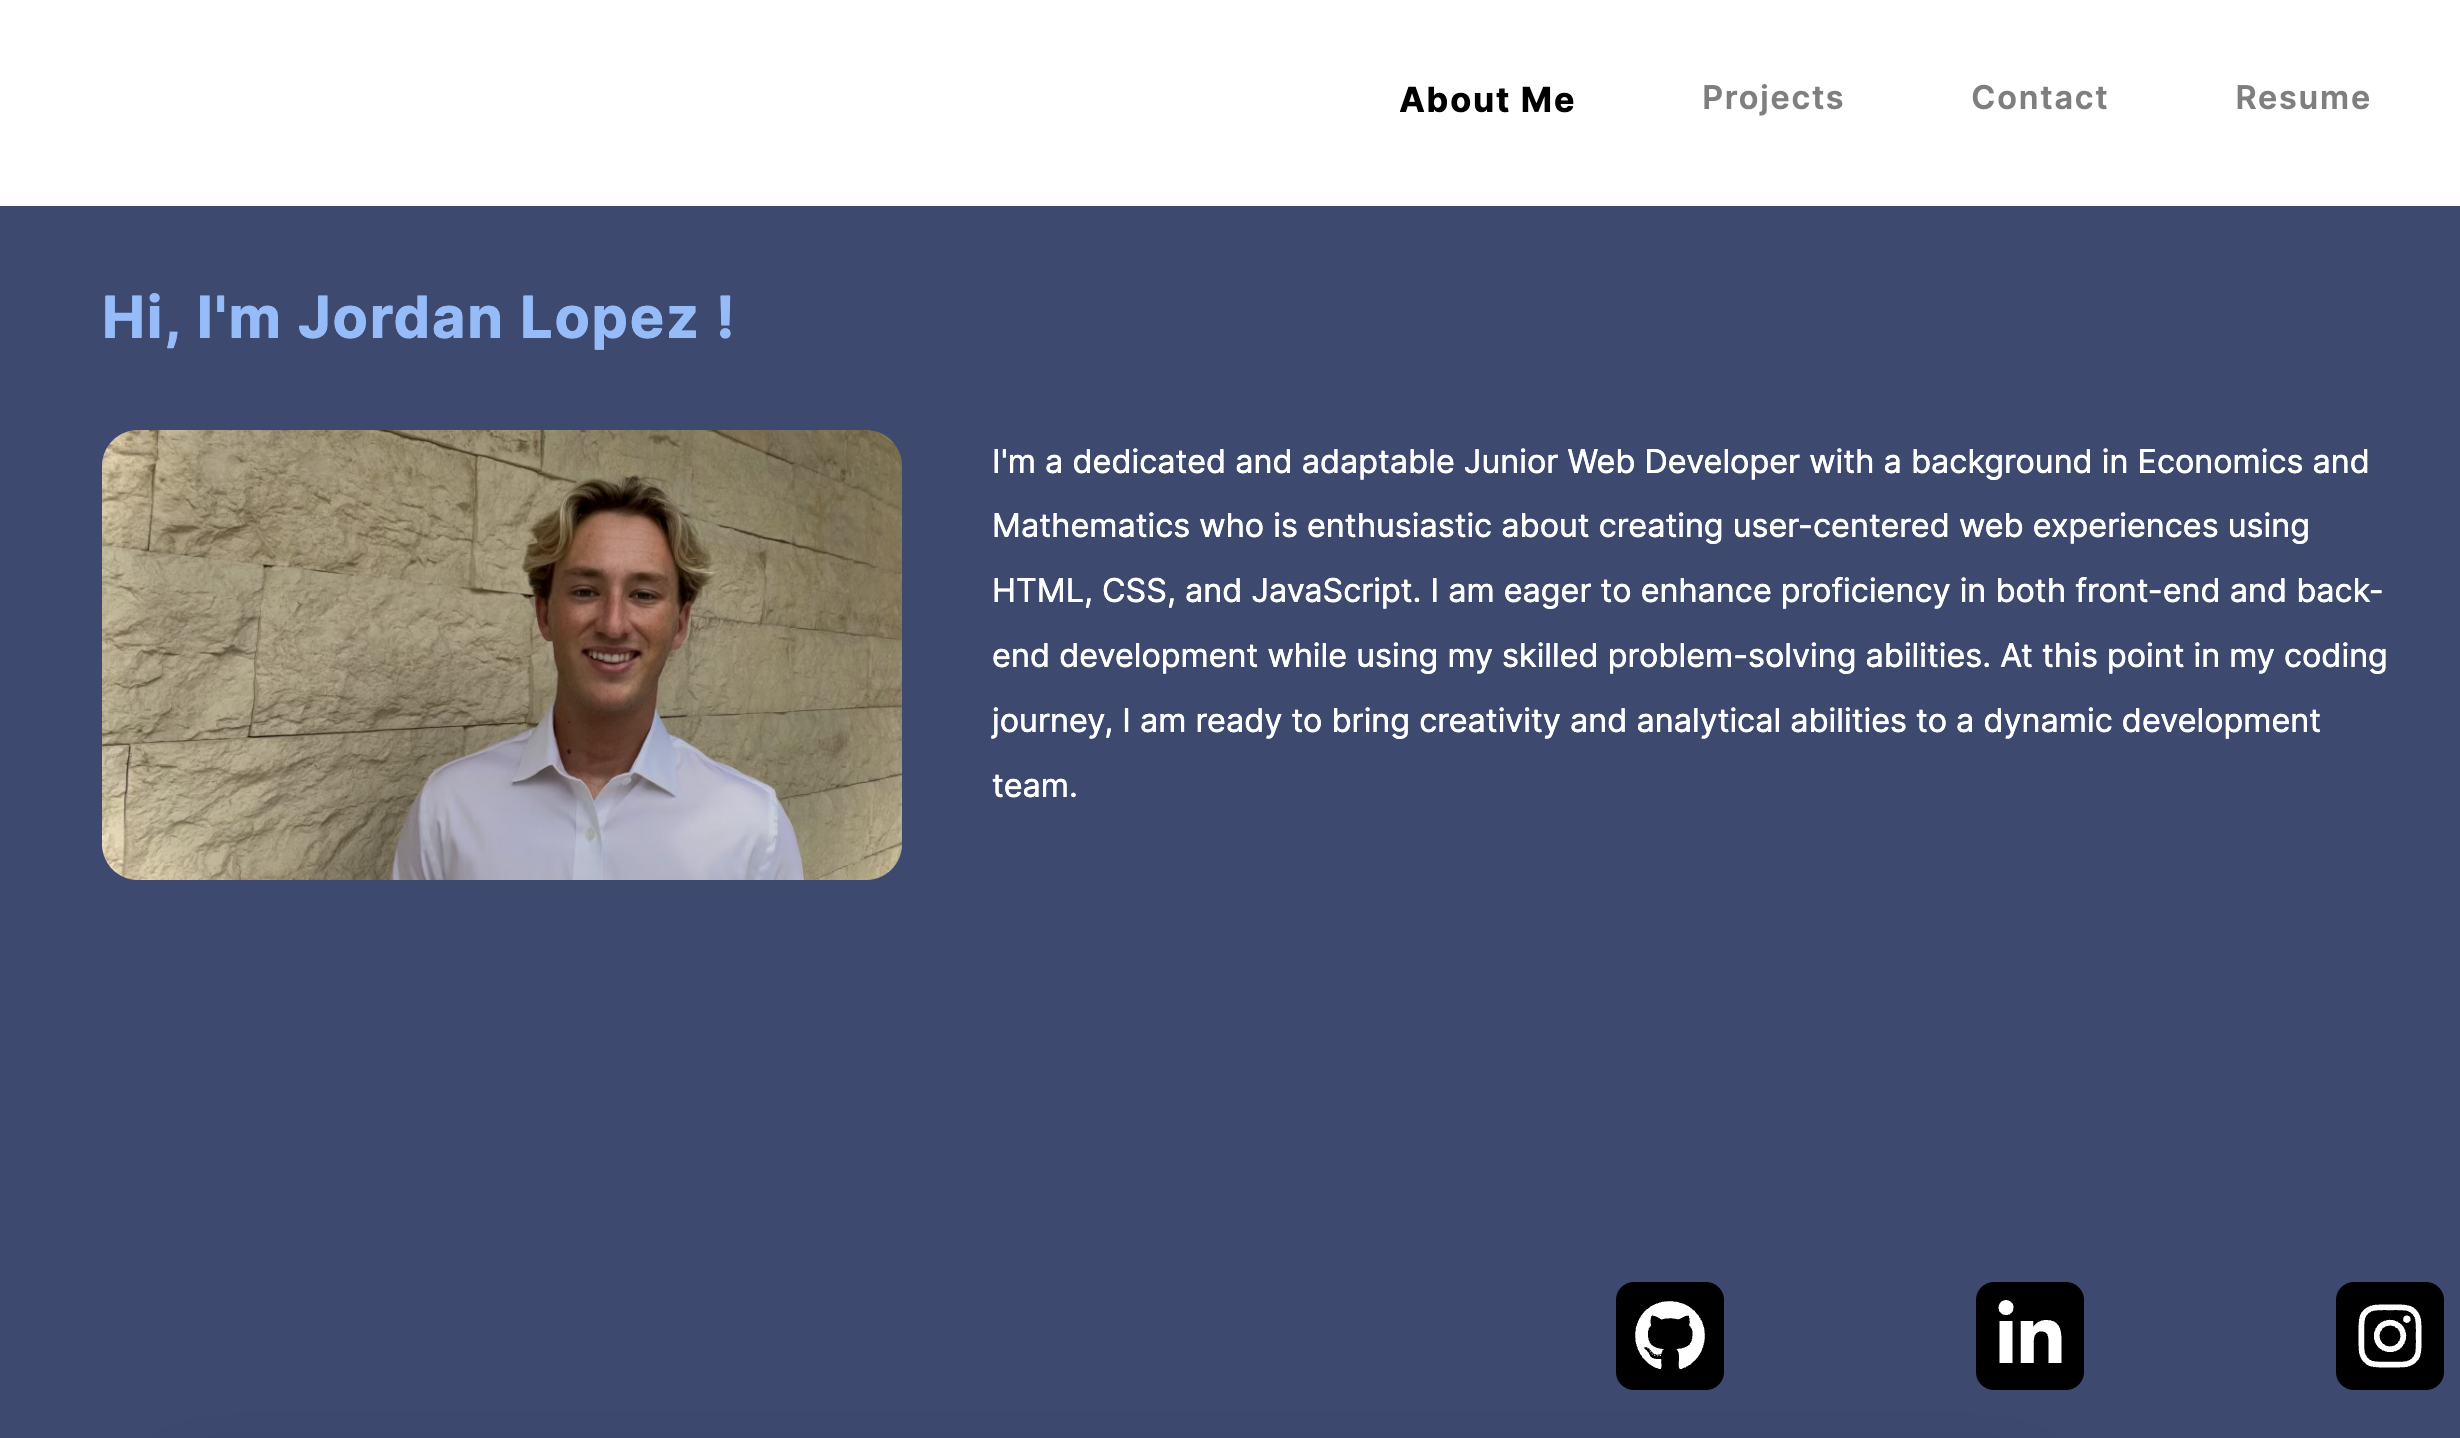 About Me Projects Contact Resume
Hi, I'm Jordan Lopez !
I'm a dedicated and adaptable Junior Web Developer with a background in Economics and
Mathematics who is enthusiastic about creating user-centered web experiences using
HTML, CSS, and JavaScript. I am eager to enhance proficiency in both front-end and back-
end development while using my skilled problem-solving abilities. At this point in my coding
journey, I am ready to bring creativity and analytical abilities to a dynamic development
team.
in